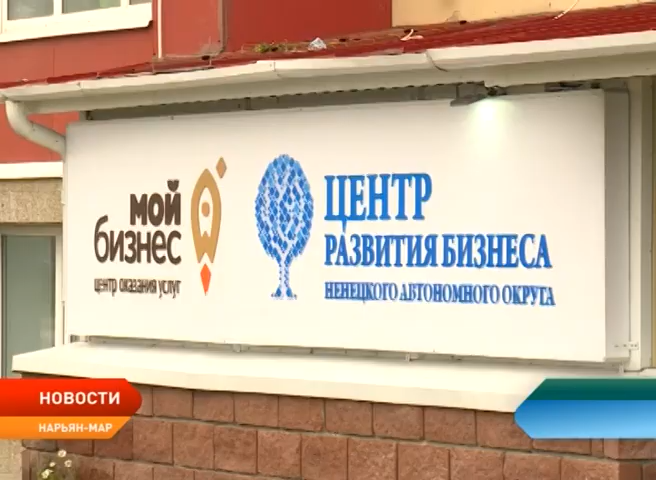 мой
бизнес
центр оказания услуг
ЦЕНТР
РАЗВИТИЯ БИЗНЕСА
НЕНЕЦКОГО АВТОНОМНОГО ОКРУГА
НОВОСТИ
НАРЬЯН-МАР